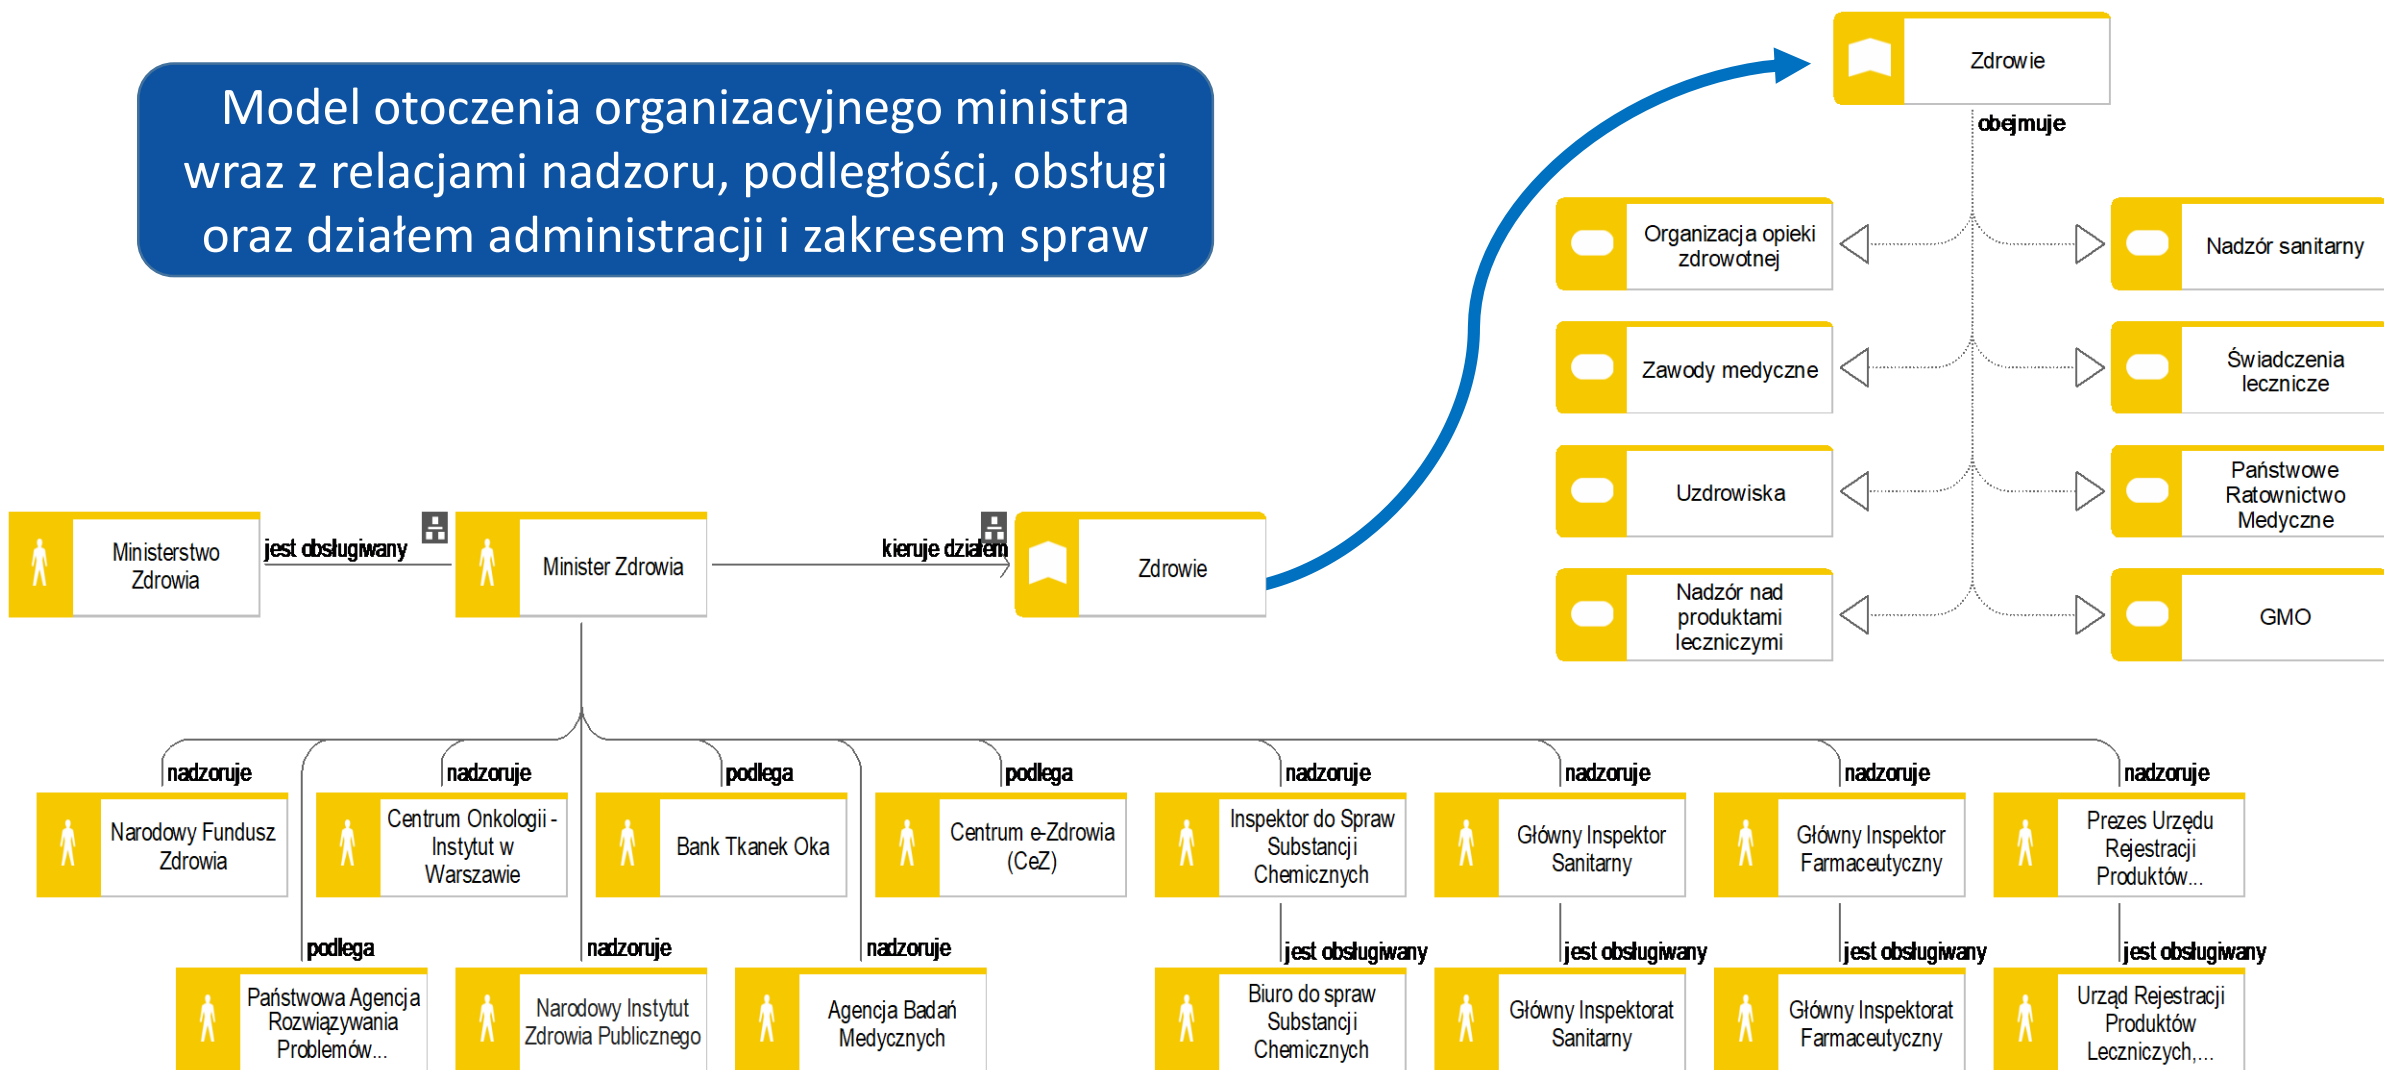 Model otoczenia organizacyjnego ministra
wraz z relacjami nadzoru, podległości, obsługi
oraz działem administracji i zakresem spraw
Zdrowie
obejmuje
Organizacja opieki
zdrowotnej
Nadzór sanitarny
Zawody medyczne
Świadczenia
lecznicze
Uzdrowiska
Państwowe
Ratownictwo
Medyczne
Nadzór nad
produktami
leczniczymi
GMO
Ministerstwo
Zdrowia
jest obsługiwany
Minister Zdrowia
kieruje działem
Zdrowie
nadzoruje
nadzoruje
podlega
podlega
nadzoruje
nadzoruje
nadzoruje
nadzoruje
Narodowy Fundusz
Zdrowia
Centrum Onkologii -
Instytut w
Warszawie
Bank Tkanek Oka
Centrum e-Zdrowia
(CeZ)
Inspektor do Spraw
Substancji
Chemicznych
Główny Inspektor
Sanitarny
Główny Inspektor
Farmaceutyczny
Prezes Urzędu
Rejestracji
Produktów...
podlega
nadzoruje
nadzoruje
jest obsługiwany
jest obsługiwany
jest obsługiwany
jest obsługiwany
Państwowa Agencja
Rozwiązywania
Problemów...
Narodowy Instytut
Zdrowia Publicznego
Agencja Badań
Medycznych
Biuro do spraw
Substancji
Chemicznych
Główny Inspektorat
Sanitarny
Główny Inspektorat
Farmaceutyczny
Urząd Rejestracji
Produktów
Leczniczych,...